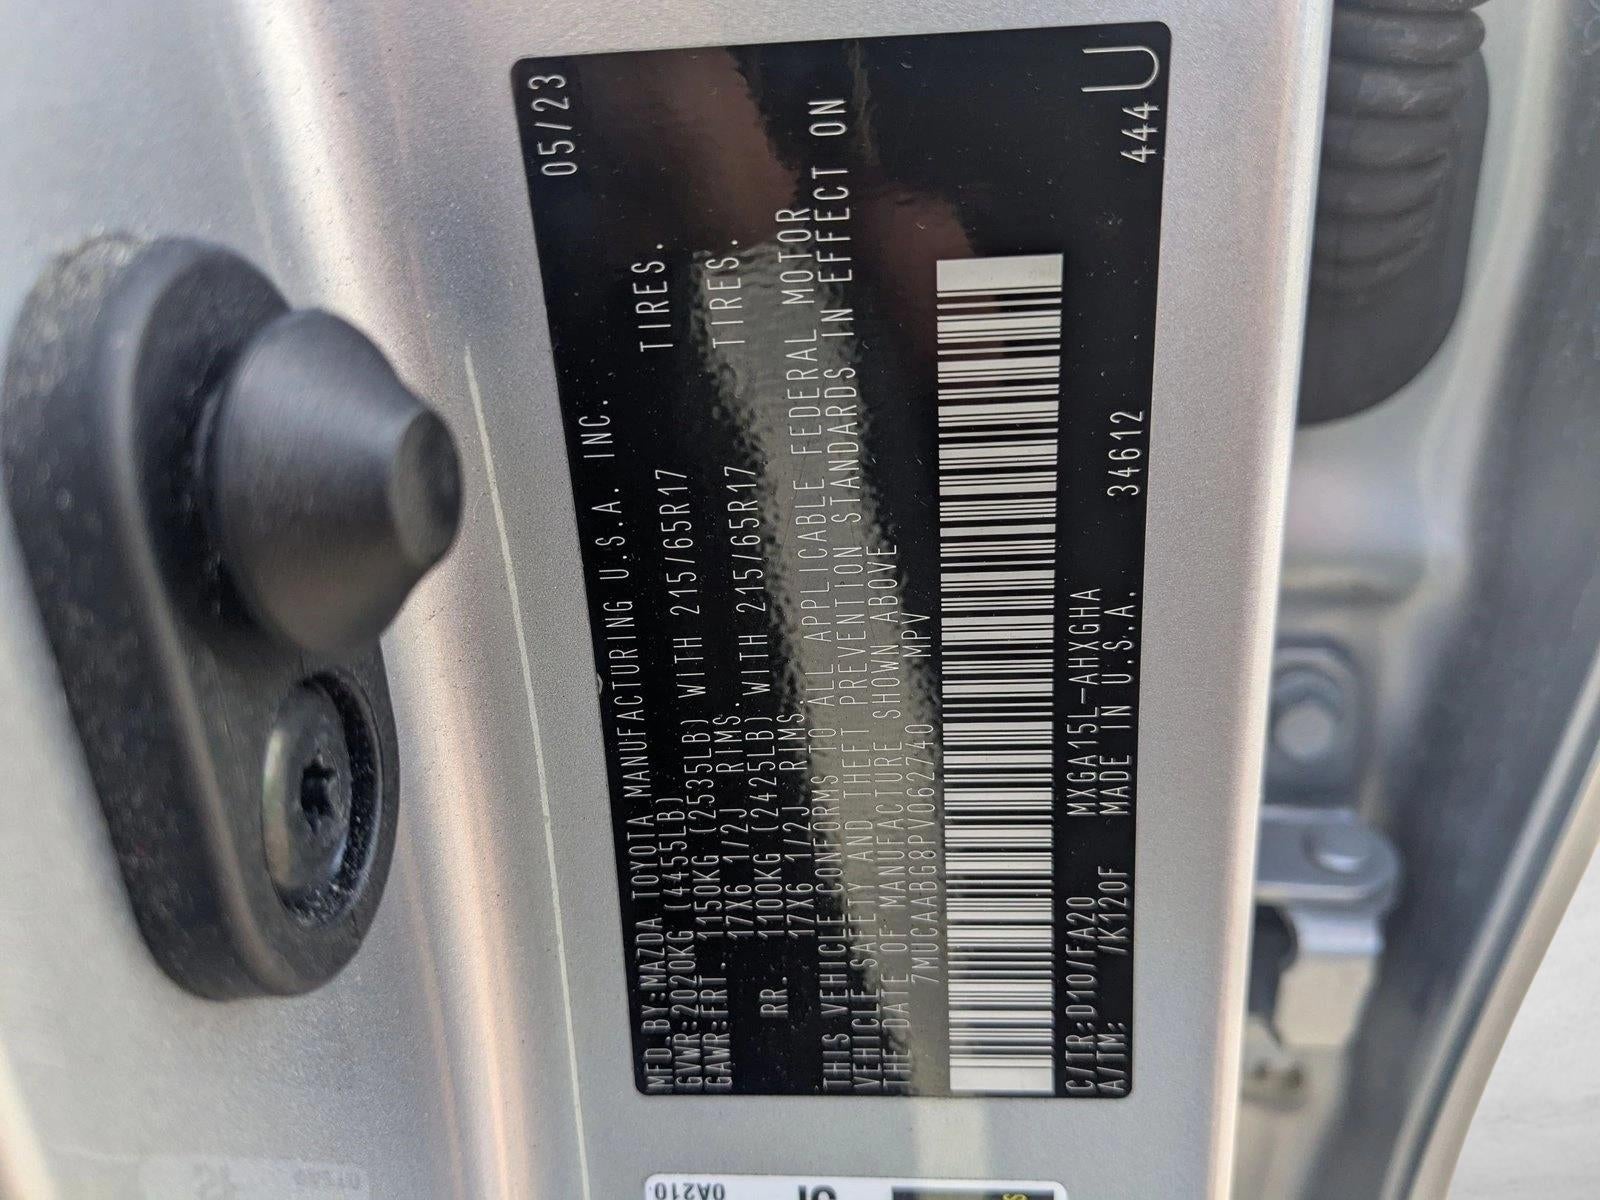 MFD.BY:MAZDA TOYOTA MANUFACTURING U.S.A. INC. 05/23
GVWR:2020KG (4455LB)
GAWR:FRT. 1150KG (2535LB) WITH 215/65R17 TIRES.
17X6 1/2J RIMS.
RR. 1100KG (2425LB) WITH 215/65R17 TIRES.
17X6 1/2J RIMS.
THIS VEHICLE CONFORMS TO ALL APPLICABLE FEDERAL MOTOR
VEHICLE SAFETY AND THEFT PREVENTION STANDARDS IN EFFECT ON
THE DATE OF MANUFACTURE SHOWN ABOVE
7MUCAABG8PV062740 MPV
C/TR:D10/FA20 MXGA15L-AHXGHA
A/TM: /K120F MADE IN U.S.A. 34612 444 U
0A210